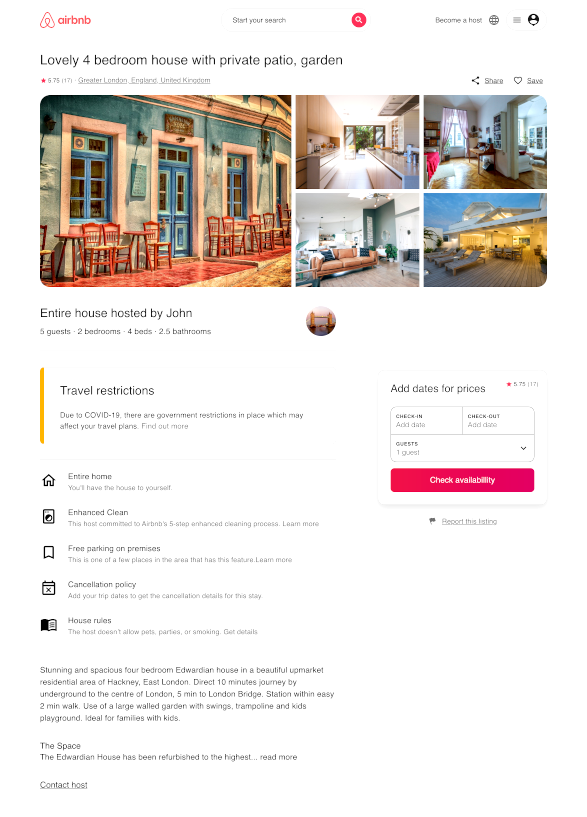 airbnb
Start your search
Become a host
Lovely 4 bedroom house with private patio, garden
★ 5.75 (17) · Greater London, England, United Kingdom
Share
Save
Entire house hosted by John
5 guests · 2 bedrooms · 4 beds · 2.5 bathrooms
Travel restrictions
Due to COVID-19, there are government restrictions in place which may
affect your travel plans. Find out more
Add dates for prices
★ 5.75 (17)
CHECK-IN
Add date
CHECK-OUT
Add date
GUESTS
1 guest
Check availability
Report this listing
Entire home
You'll have the house to yourself.
Enhanced Clean
This host committed to Airbnb's 5-step enhanced cleaning process. Learn more
Free parking on premises
This is one of few places in the area that has this feature.Learn more
Cancellation policy
Add your trip dates to get the cancellation details for this stay.
House rules
The host doesn't allow pets, parties, or smoking. Get details
Stunning and spacious four bedroom Edwardian house in a beautiful upmarket
residential area of Hackney, East London. Direct 10 minutes journey by
underground to the centre of London, 5 min to London Bridge. Station within easy
2 min walk. Use of a large walled garden with swings, trampoline and kids
playground. Ideal for families with kids.
The Space
The Edwardian House has been refurbished to the highest... read more
Contact host